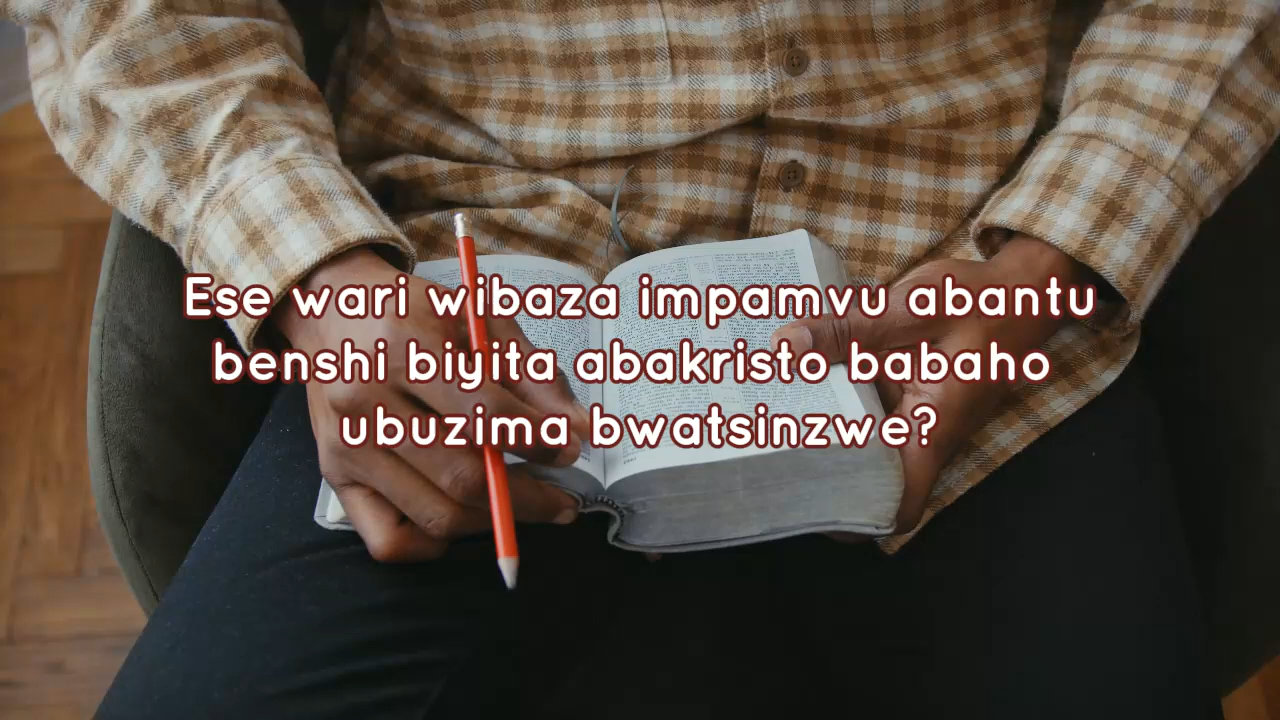 Ese wari wibaza impamvu abantu
benshi biyita abakristo babaho
ubuzima bwatsinzwe?